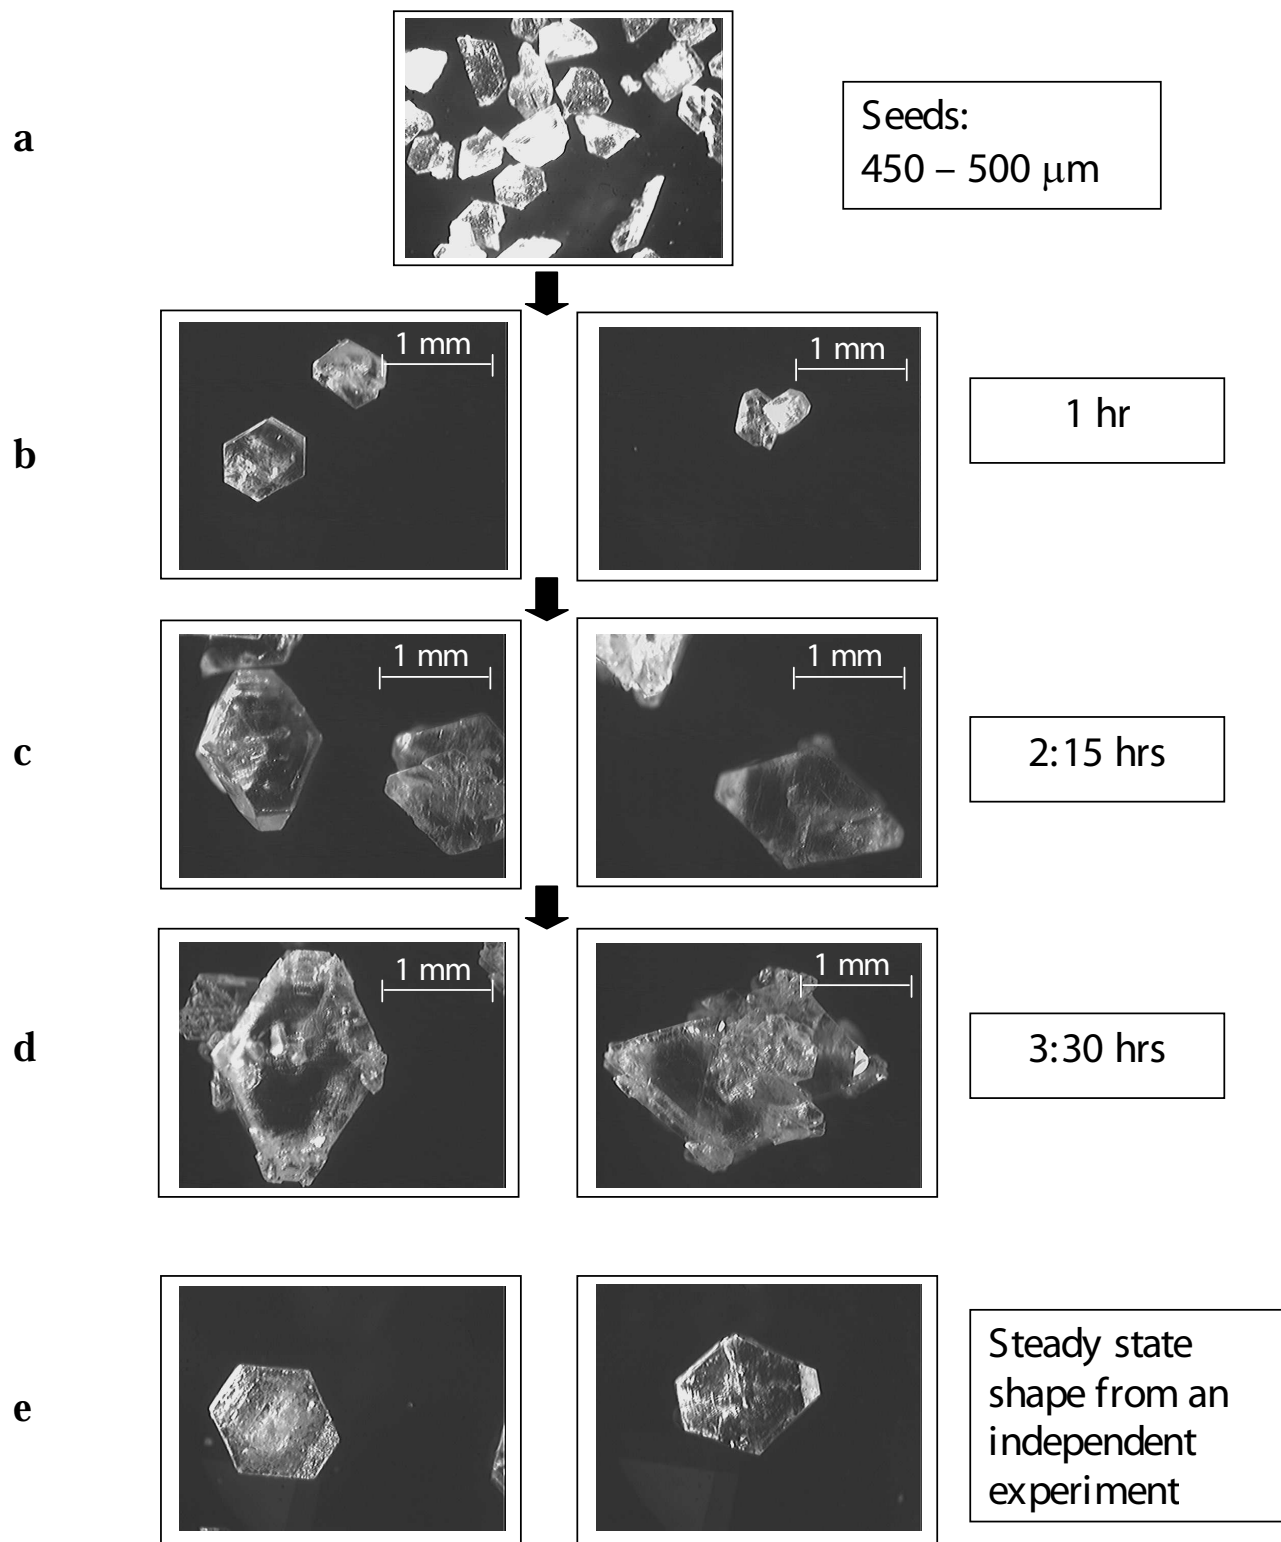 a
Seeds:
450 – 500 μm
b
1 mm
1 mm
1 hr
c
1 mm
1 mm
2:15 hrs
d
1 mm
1 mm
3:30 hrs
e
Steady state
shape from an
independent
experiment